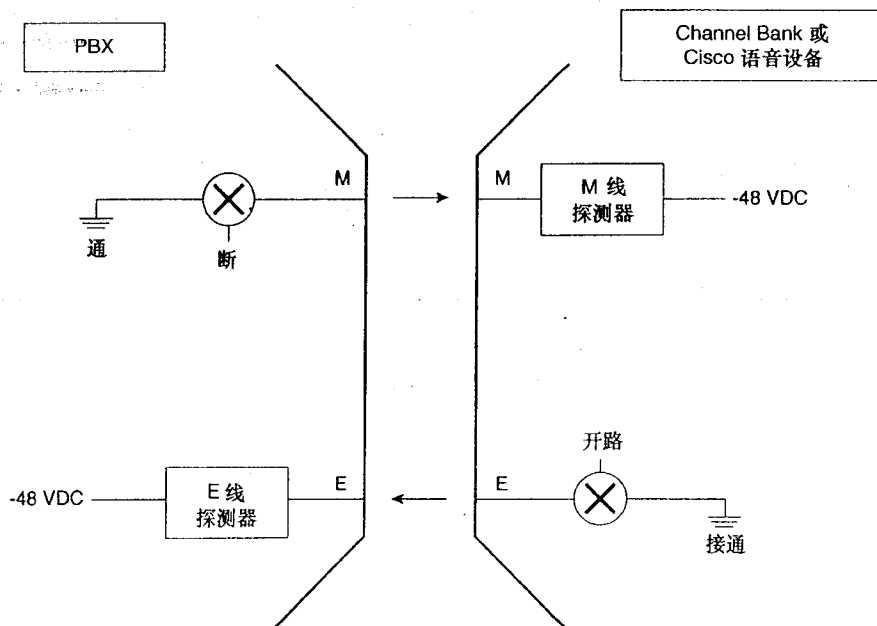 PBX
Channel Bank 或
Cisco 语音设备
M
M
M 线
探测器
-48 VDC
通
断
开路
-48 VDC
E 线
探测器
E
E
接通